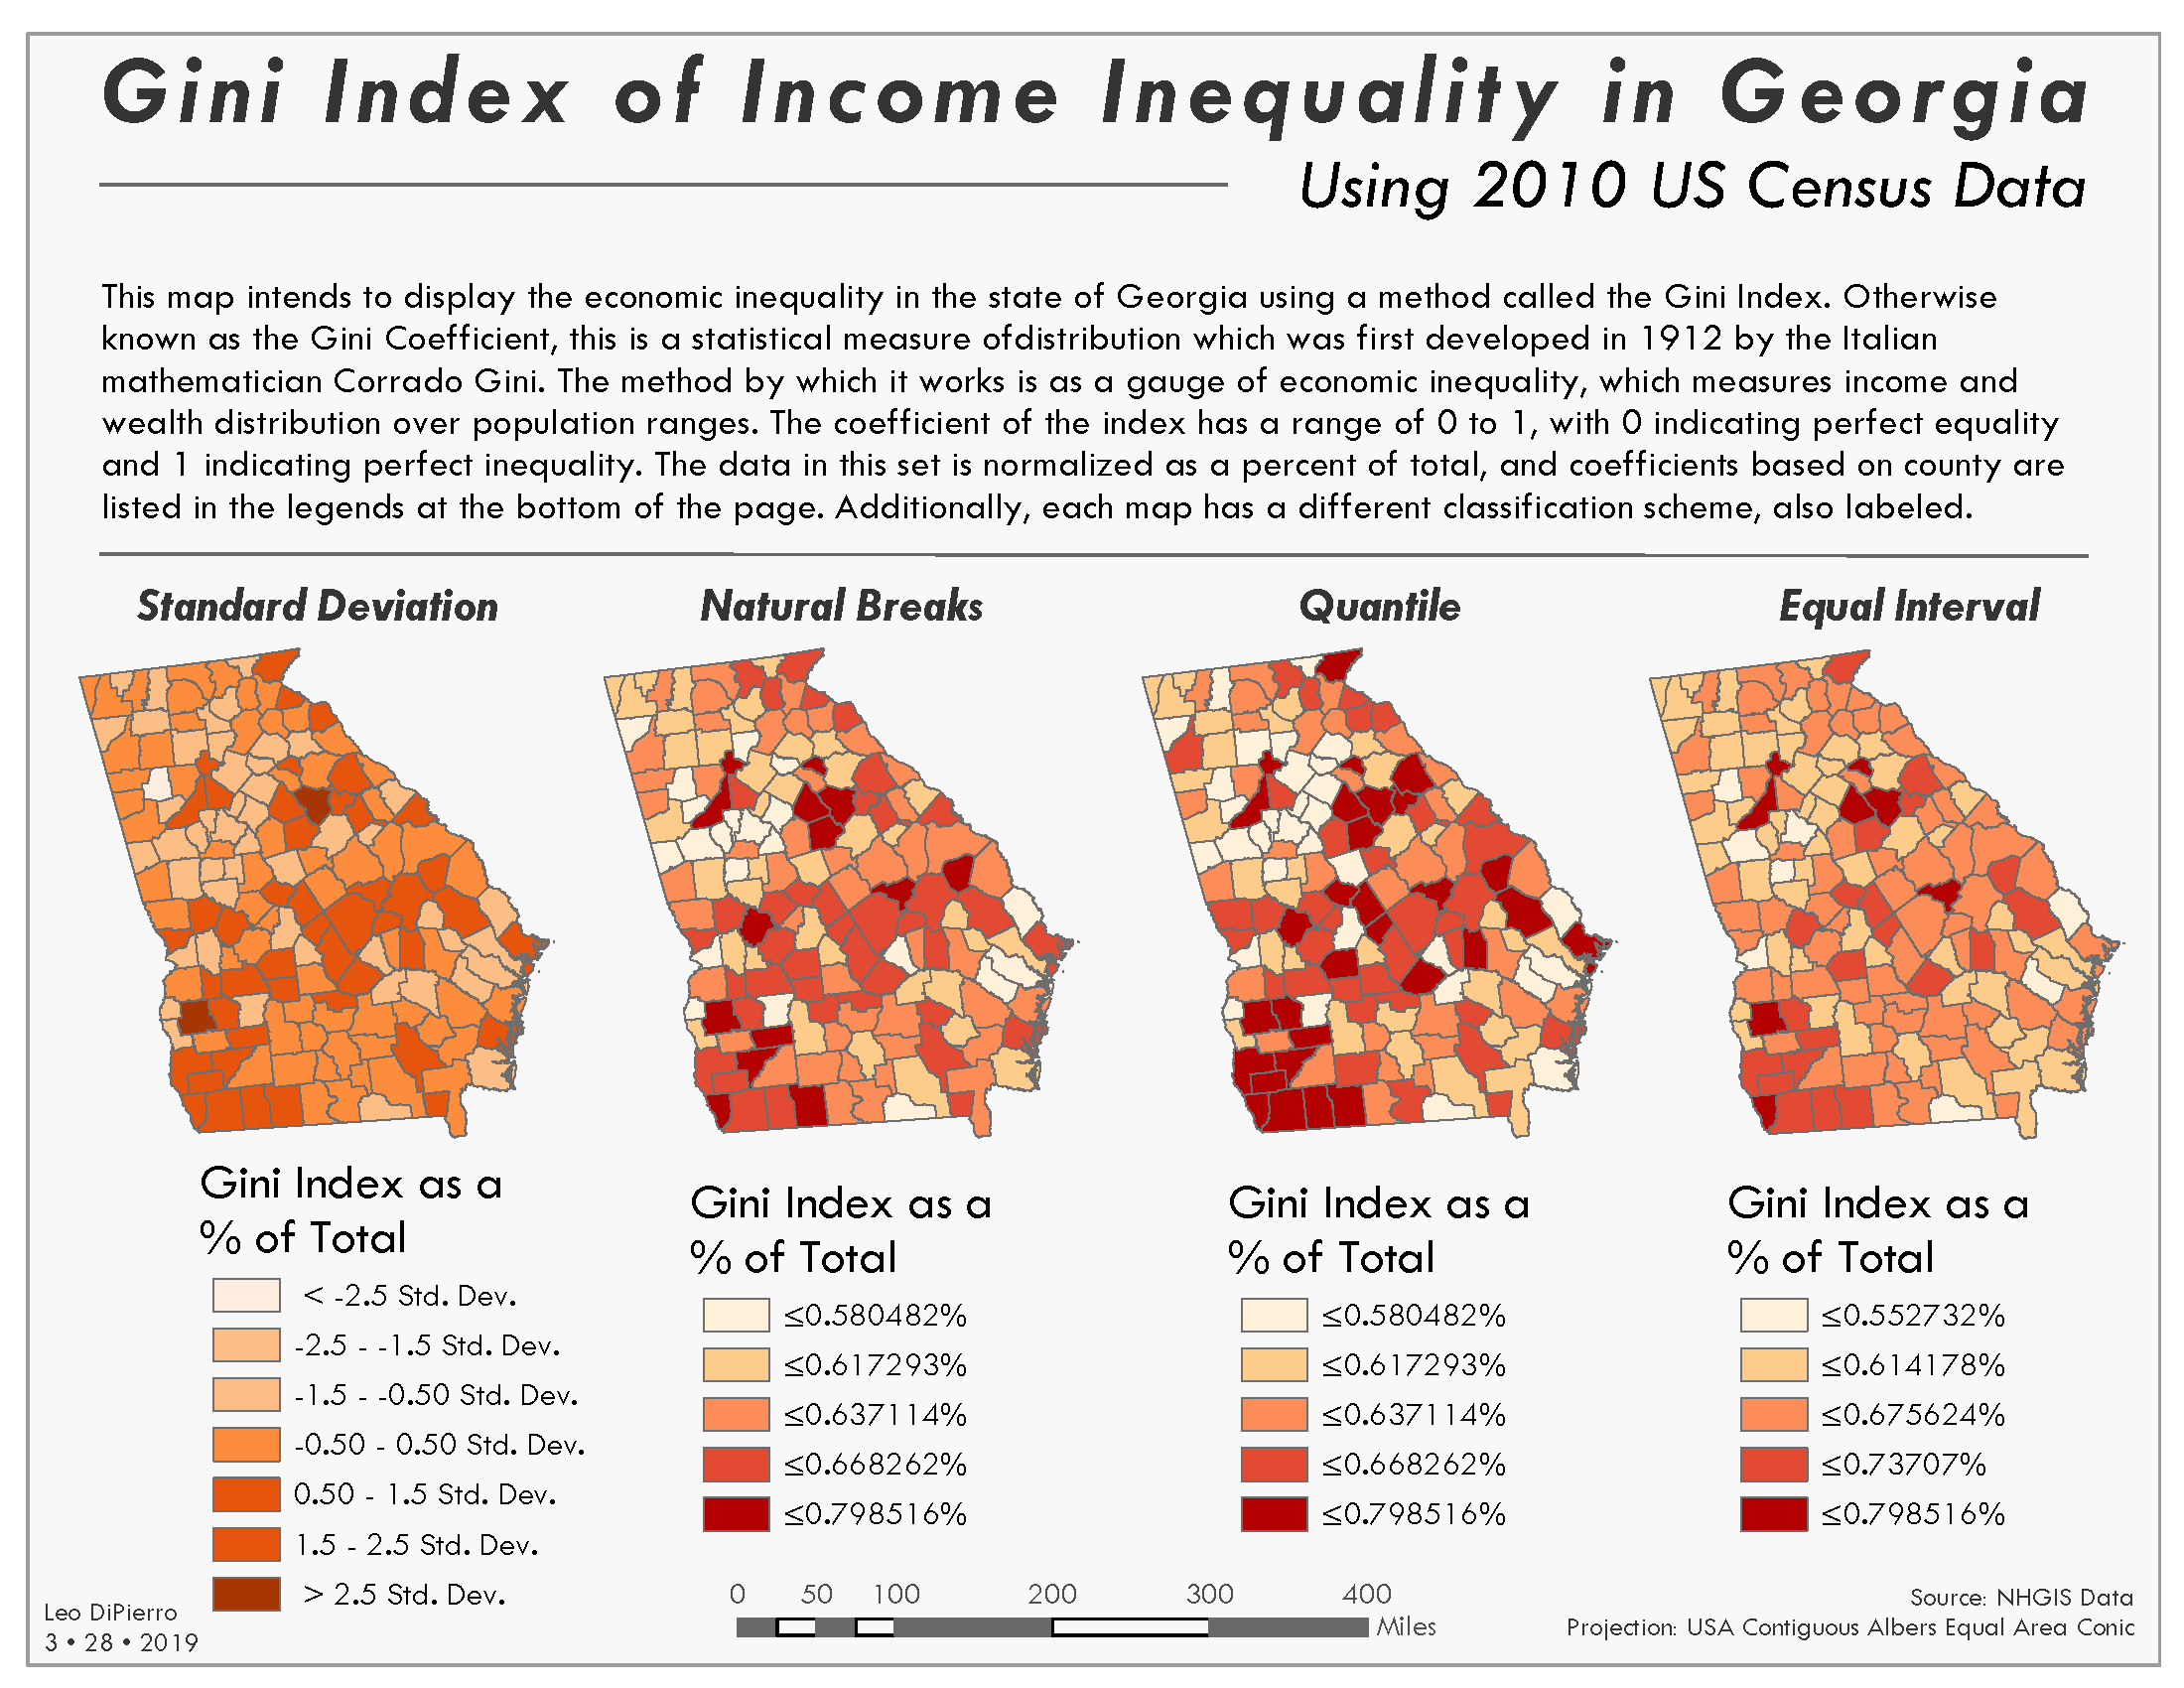 Gini Index of Income Inequality in Georgia
Using 2010 US Census Data
This map intends to display the economic inequality in the state of Georgia using a method called the Gini Index. Otherwise
known as the Gini Coefficient, this is a statistical measure ofdistribution which was first developed in 1912 by the Italian
mathematician Corrado Gini. The method by which it works is as a gauge of economic inequality, which measures income and
wealth distribution over population ranges. The coefficient of the index has a range of 0 to 1, with 0 indicating perfect equality
and 1 indicating perfect inequality. The data in this set is normalized as a percent of total, and coefficients based on county are
listed in the legends at the bottom of the page. Additionally, each map has a different classification scheme, also labeled.
Standard Deviation
Natural Breaks
Quantile
Equal Interval
Gini Index as a
% of Total
< -2.5 Std. Dev.
-2.5 - -1.5 Std. Dev.
-1.5 - -0.50 Std. Dev.
-0.50 - 0.50 Std. Dev.
0.50 - 1.5 Std. Dev.
1.5 - 2.5 Std. Dev.
> 2.5 Std. Dev.
Gini Index as a
% of Total
≤0.580482%
≤0.617293%
≤0.637114%
≤0.668262%
≤0.798516%
Gini Index as a
% of Total
≤0.580482%
≤0.617293%
≤0.637114%
≤0.668262%
≤0.798516%
Gini Index as a
% of Total
≤0.552732%
≤0.614178%
≤0.675624%
≤0.73707%
≤0.798516%
Leo DiPierro
3 • 28 • 2019
0 50 100 200 300 400
Miles
Source: NHGIS Data
Projection: USA Contiguous Albers Equal Area Conic